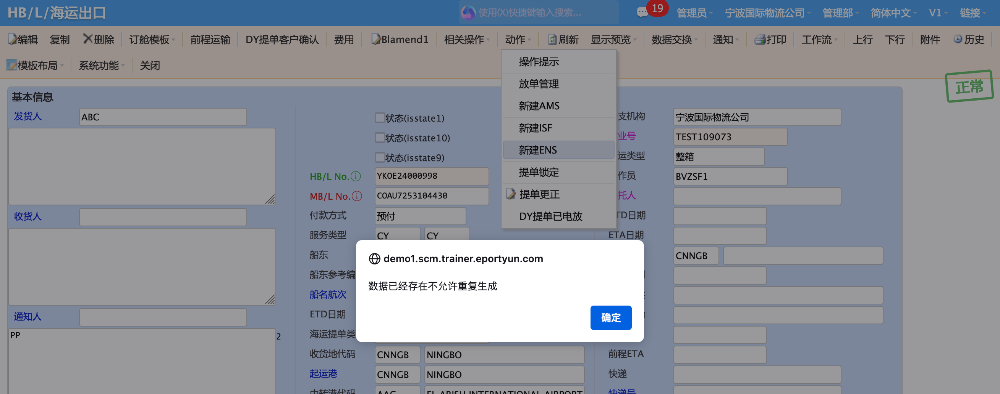 HB/L/海运出口
使用(X)快捷键输入搜索...
19
管理员
宁波国际物流公司
管理部
简体中文
V1
链接
编辑 复制 删除 订舱模板 前程运输 DY提单客户确认 费用 Blamend1 相关操作 动作 刷新 显示预览 数据交换 通知 打印 工作流 上行 下行 附件 历史
模板布局 系统功能 关闭
操作提示
放单管理
新建AMS
新建ISF
新建ENS
提单锁定
提单更正
DY提单已电放
正常
基本信息
发货人 ABC
收货人
通知人
PP
2
状态(isstate1)
状态(isstate10)
状态(isstate9)
HB/L No. YKOE24000998
MB/L No. COAU7253104430
付款方式 预付
服务类型 CY CY
船东
船东参考编
船名航次
ETD日期
海运提单类
收货地代码 CNNGB NINGBO
起运港 CNNGB NINGBO
中转港代码 AAC EL ARISH INTERNATIONAL AIRPORT
支机构 宁波国际物流公司
业号 TEST109073
运类型 整箱
作员 BVZSF1
托人
TD日期
ETA日期
CNNGB
前程ETA
快递
快递号
demo1.scm.trainer.eportyun.com
数据已经存在不允许重复生成
确定